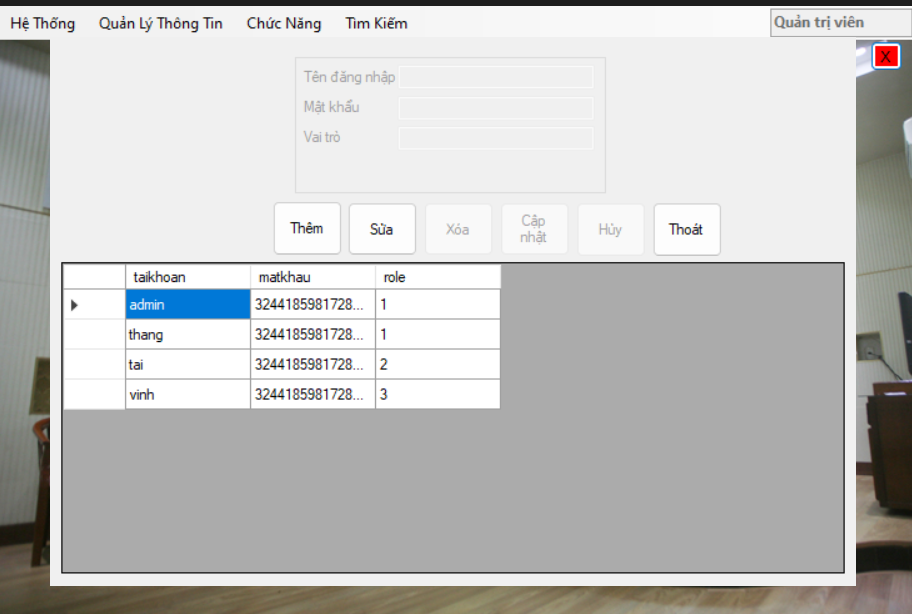 Hệ Thống Quản Lý Thông Tin Chức Năng Tìm Kiếm Quản trị viên
X
Tên đăng nhập
Mật khẩu
Vai trò
Thêm Sửa Xóa Cập nhật Hủy Thoát
taikhoan matkhau role
admin 3244185981728... 1
thang 3244185981728... 1
tai 3244185981728... 2
vinh 3244185981728... 3